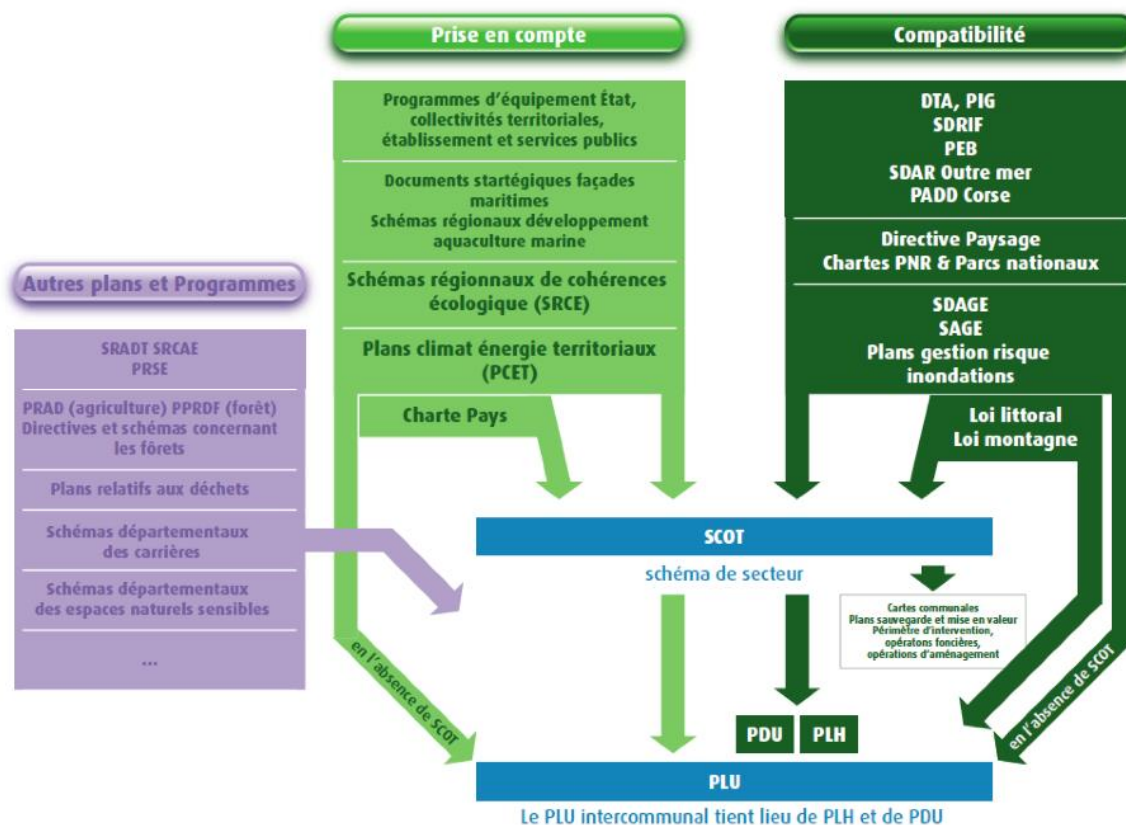 Prise en compte
Programmes d'équipement État,
collectivités territoriales,
établissement et services publics
Documents startégiques façades
maritimes
Schémas régionaux développement
aquaculture marine
Schémas régionnaux de cohérences
écologique (SRCE)
Plans climat énergie territoriaux
(PCET)
Charte Pays
Compatibilité
DTA, PIG
SDRIF
PEB
SDAR Outre mer
PADD Corse
Directive Paysage
Chartes PNR & Parcs nationaux
SDAGE
SAGE
Plans gestion risque
inondations
Loi littoral
Loi montagne
Autres plans et Programmes
SRADT SRCAE
PRSE
PRAD (agriculture) PPRDF (forêt)
Directives et schémas concernant
les fôrets
Plans relatifs aux déchets
Schémas départementaux
des carrières
Schémas départementaux
des espaces naturels sensibles
...
SCOT
schéma de secteur
Cartes communales
Plans sauvegarde et mise en valeur
Périmètre d'intervention,
opératons foncières,
opérations d'aménagement
en l'absence de SCOT
en l'absence de SCOT
PDU
PLH
PLU
Le PLU intercommunal tient lieu de PLH et de PDU